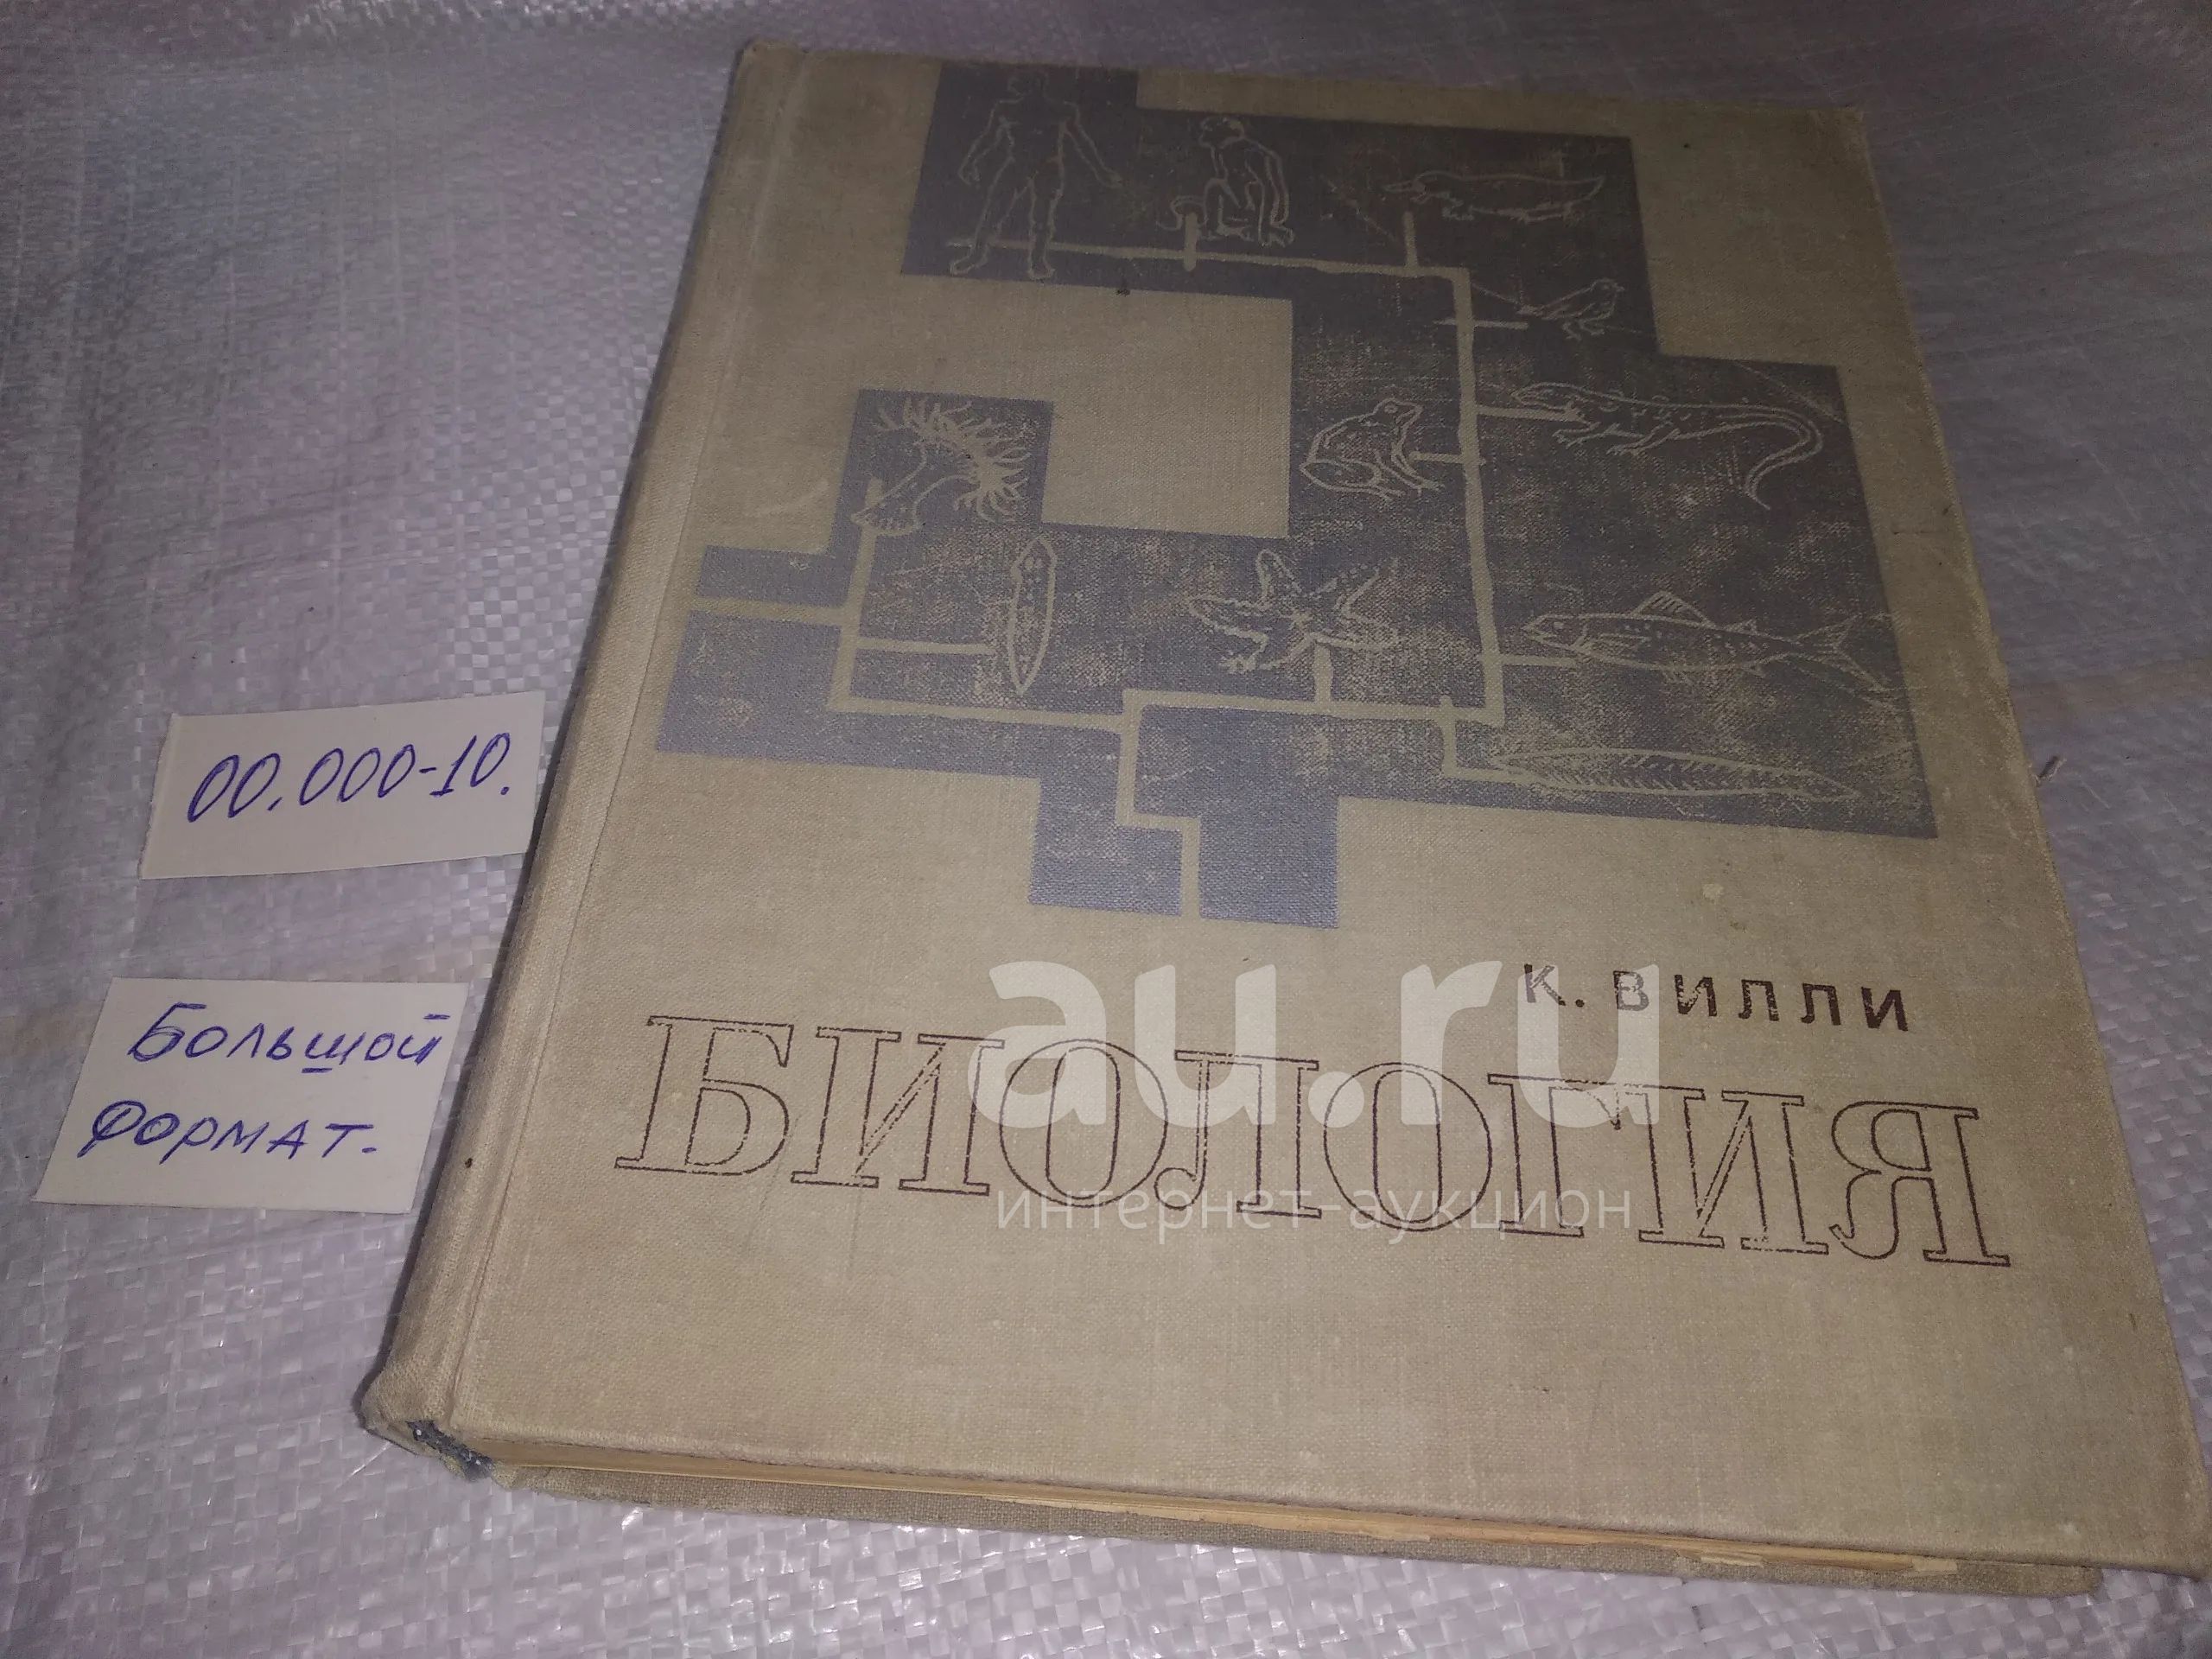 00.000-10.
Большой
формат.
К. ВИЛЛИ
БИОЛОГИЯ
au.ru
интернет-аукцион